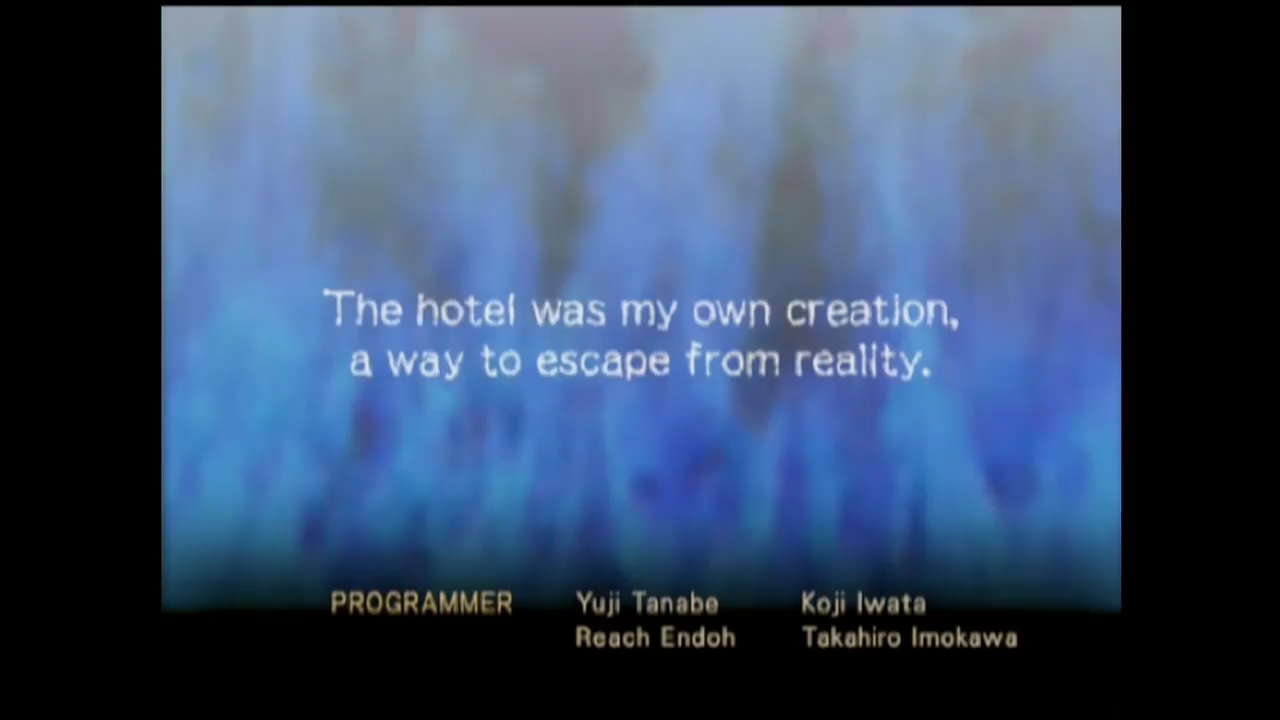 The hotel was my own creation,
a way to escape from reality.
PROGRAMMER Yuji Tanabe Koji Iwata
Reach Endoh Takahiro Imokawa